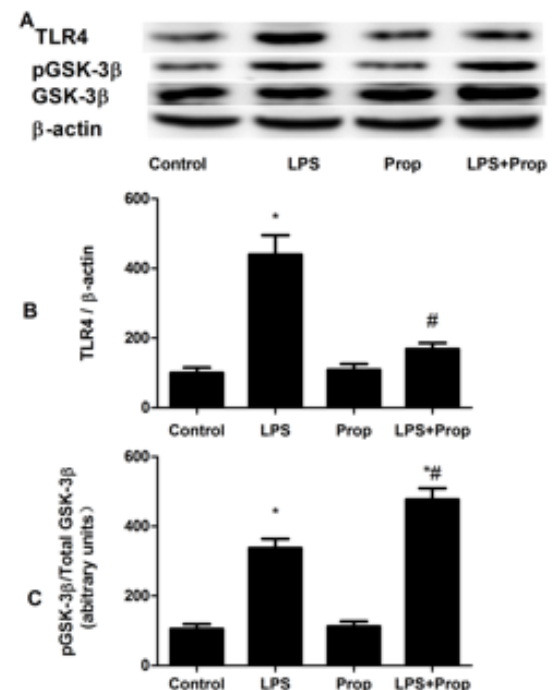 A
TLR4
pGSK-3β
GSK-3β
β-actin
Control LPS Prop LPS+Prop
B
TLR4 / β-actin
600
400
200
0
*
#
Control LPS Prop LPS+Prop
C
pGSK-3β/Total GSK-3β
(abitrary units)
600
400
200
0
*
*#
Control LPS Prop LPS+Prop